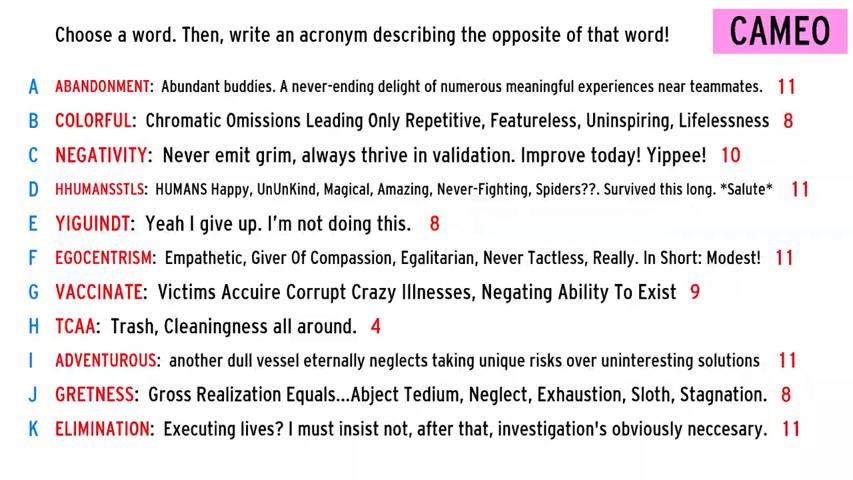 Choose a word. Then, write an acronym describing the opposite of that word!
CAMEO
A ABANDONMENT: Abundant buddies. A never-ending delight of numerous meaningful experiences near teammates. 11
B COLORFUL: Chromatic Omissions Leading Only Repetitive, Featureless, Uninspiring, Lifelessness 8
C NEGATIVITY: Never emit grim, always thrive in validation. Improve today! Yippee! 10
D HHUMANSSTLS: HUMANS Happy, UnUnKind, Magical, Amazing, Never-Fighting, Spiders??. Survived this long. *Salute* 11
E YIGUINDT: Yeah I give up. I'm not doing this. 8
F EGOCENTRISM: Empathetic, Giver Of Compassion, Egalitarian, Never Tactless, Really. In Short: Modest! 11
G VACCINATE: Victims Accuire Corrupt Crazy Illnesses, Negating Ability To Exist 9
H TCAA: Trash, Cleaningness all around. 4
I ADVENTUROUS: another dull vessel eternally neglects taking unique risks over uninteresting solutions 11
J GRETNESS: Gross Realization Equals...Abject Tedium, Neglect, Exhaustion, Sloth, Stagnation. 8
K ELIMINATION: Executing lives? I must insist not, after that, investigation's obviously neccesary. 11